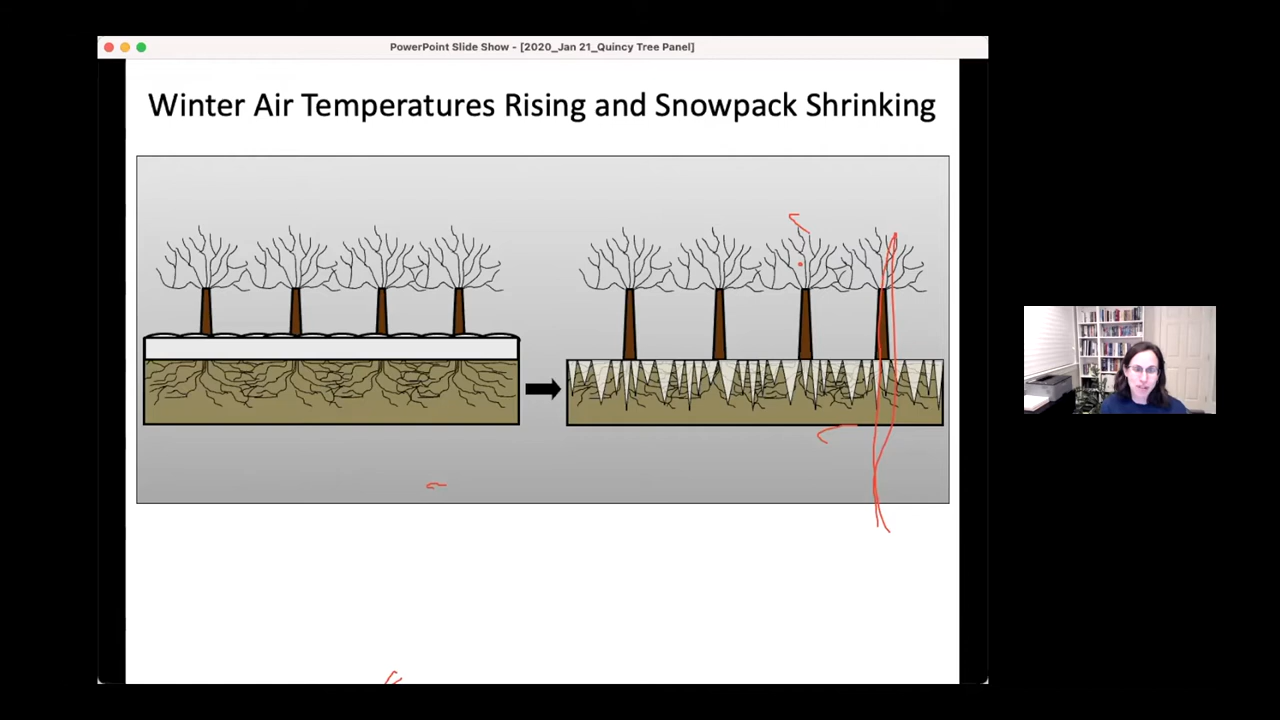 PowerPoint Slide Show - [2020_Jan 21_Quincy Tree Panel]
Winter Air Temperatures Rising and Snowpack Shrinking